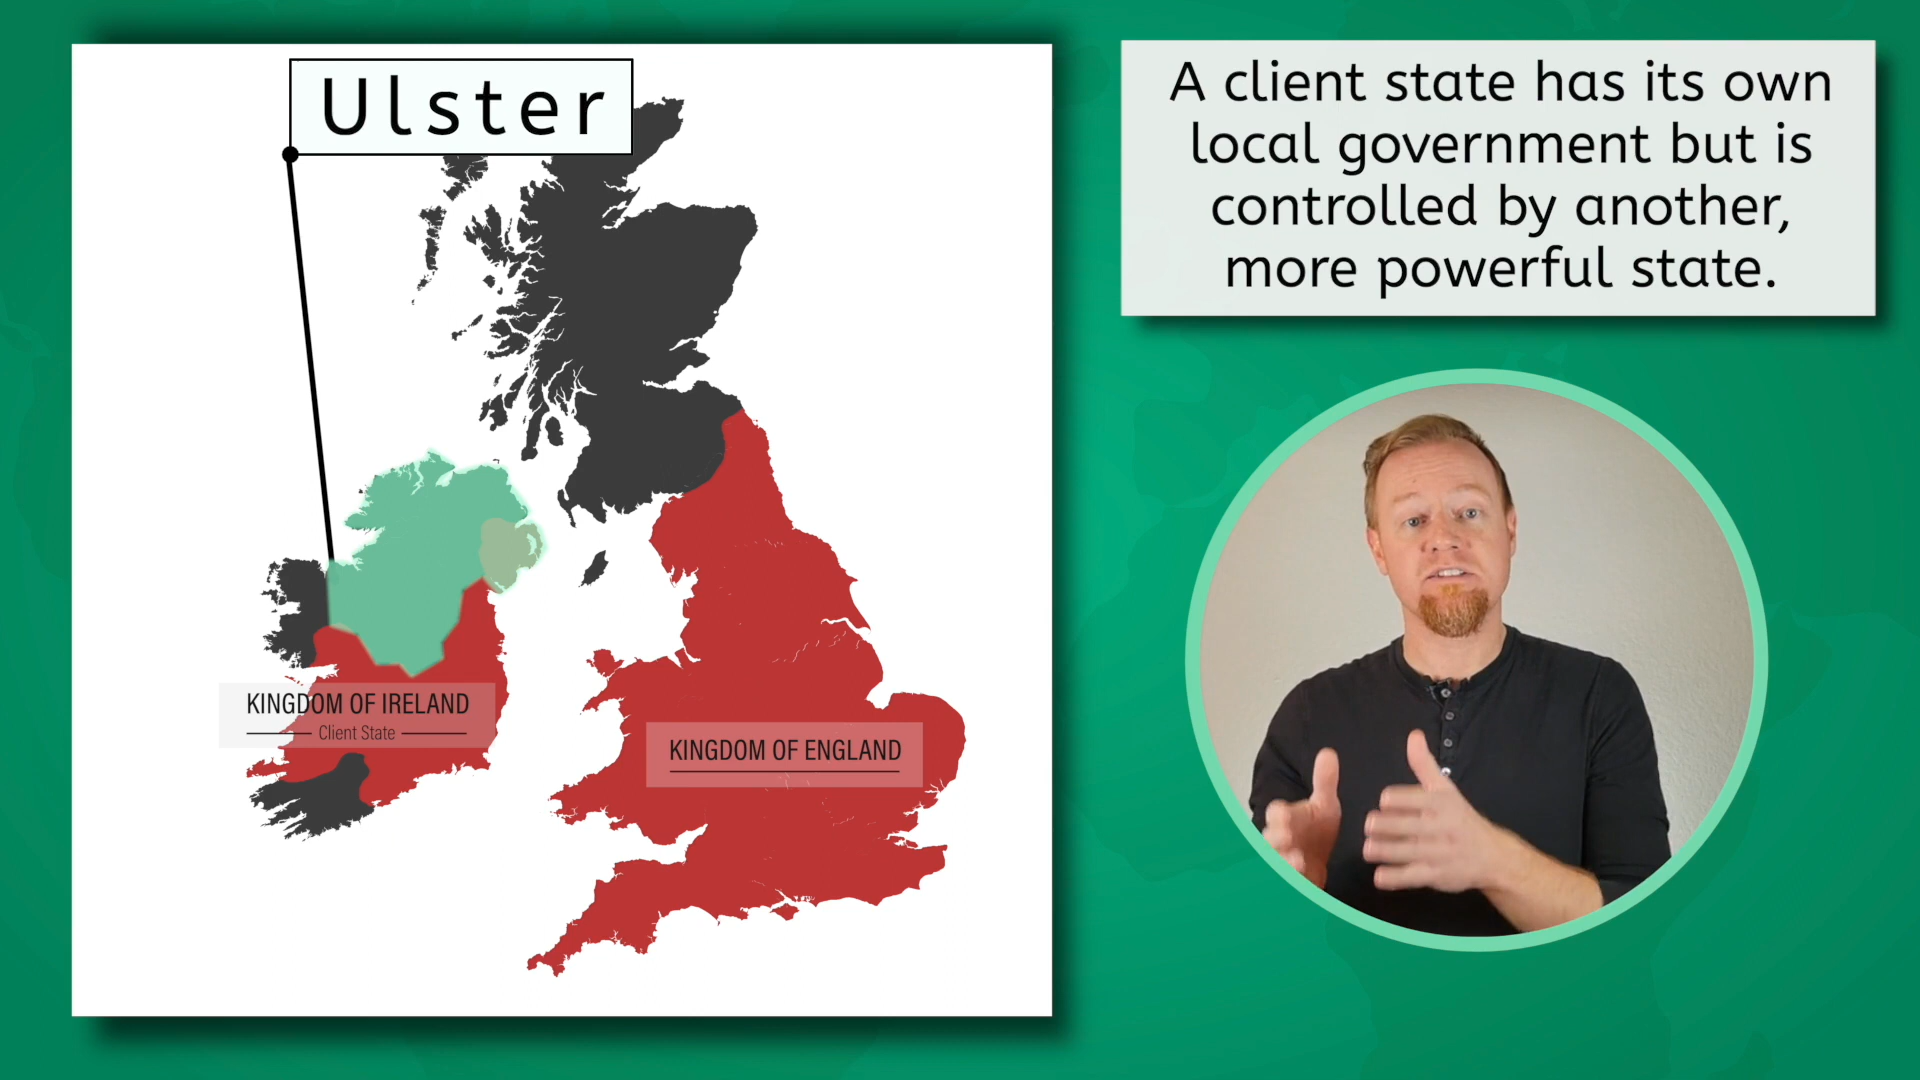 Ulster
KINGDOM OF IRELAND
Client State
KINGDOM OF ENGLAND
A client state has its own
local government but is
controlled by another,
more powerful state.